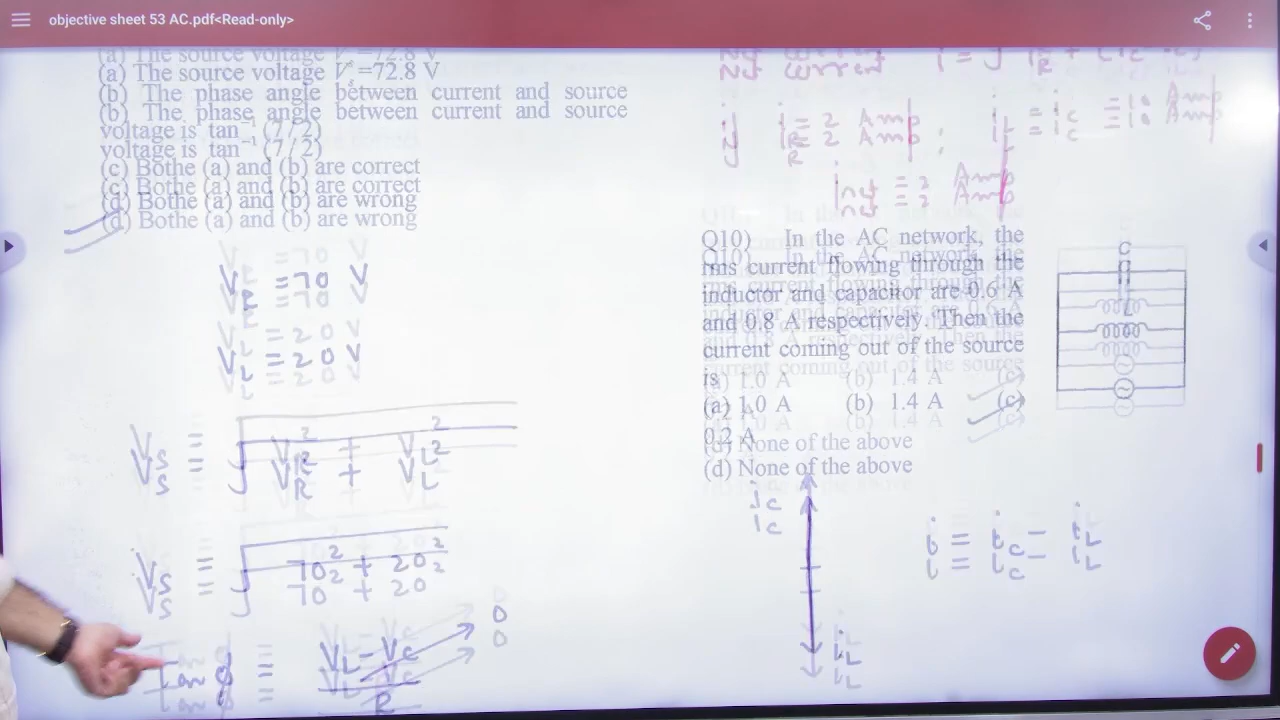 objective sheet 53 AC.pdf<Read-only>
(a) The source voltage V =72.8 V
(b) The phase angle between current and source
voltage is tan⁻¹ (7/2)
(c) Bothe (a) and (b) are correct
(d) Bothe (a) and (b) are wrong
V_R = 70 V
V_L = 20 V
V_S = √ V_R² + V_L²
V_S = √ 70² + 20²
Tan φ = V_L - V_C
R
0
Net Current
i_R = 2 Amp ; i_L = i_C = 10 Amp
i net = 2 Amp
Q10) In the AC network, the
rms current flowing through the
inductor and capacitor are 0.6 A
and 0.8 A respectively. Then the
current coming out of the source
is
(a) 1.0 A (b) 1.4 A (c)
0.2 A
(d) None of the above
C
L
i_C
i_L
i = i_C - i_L